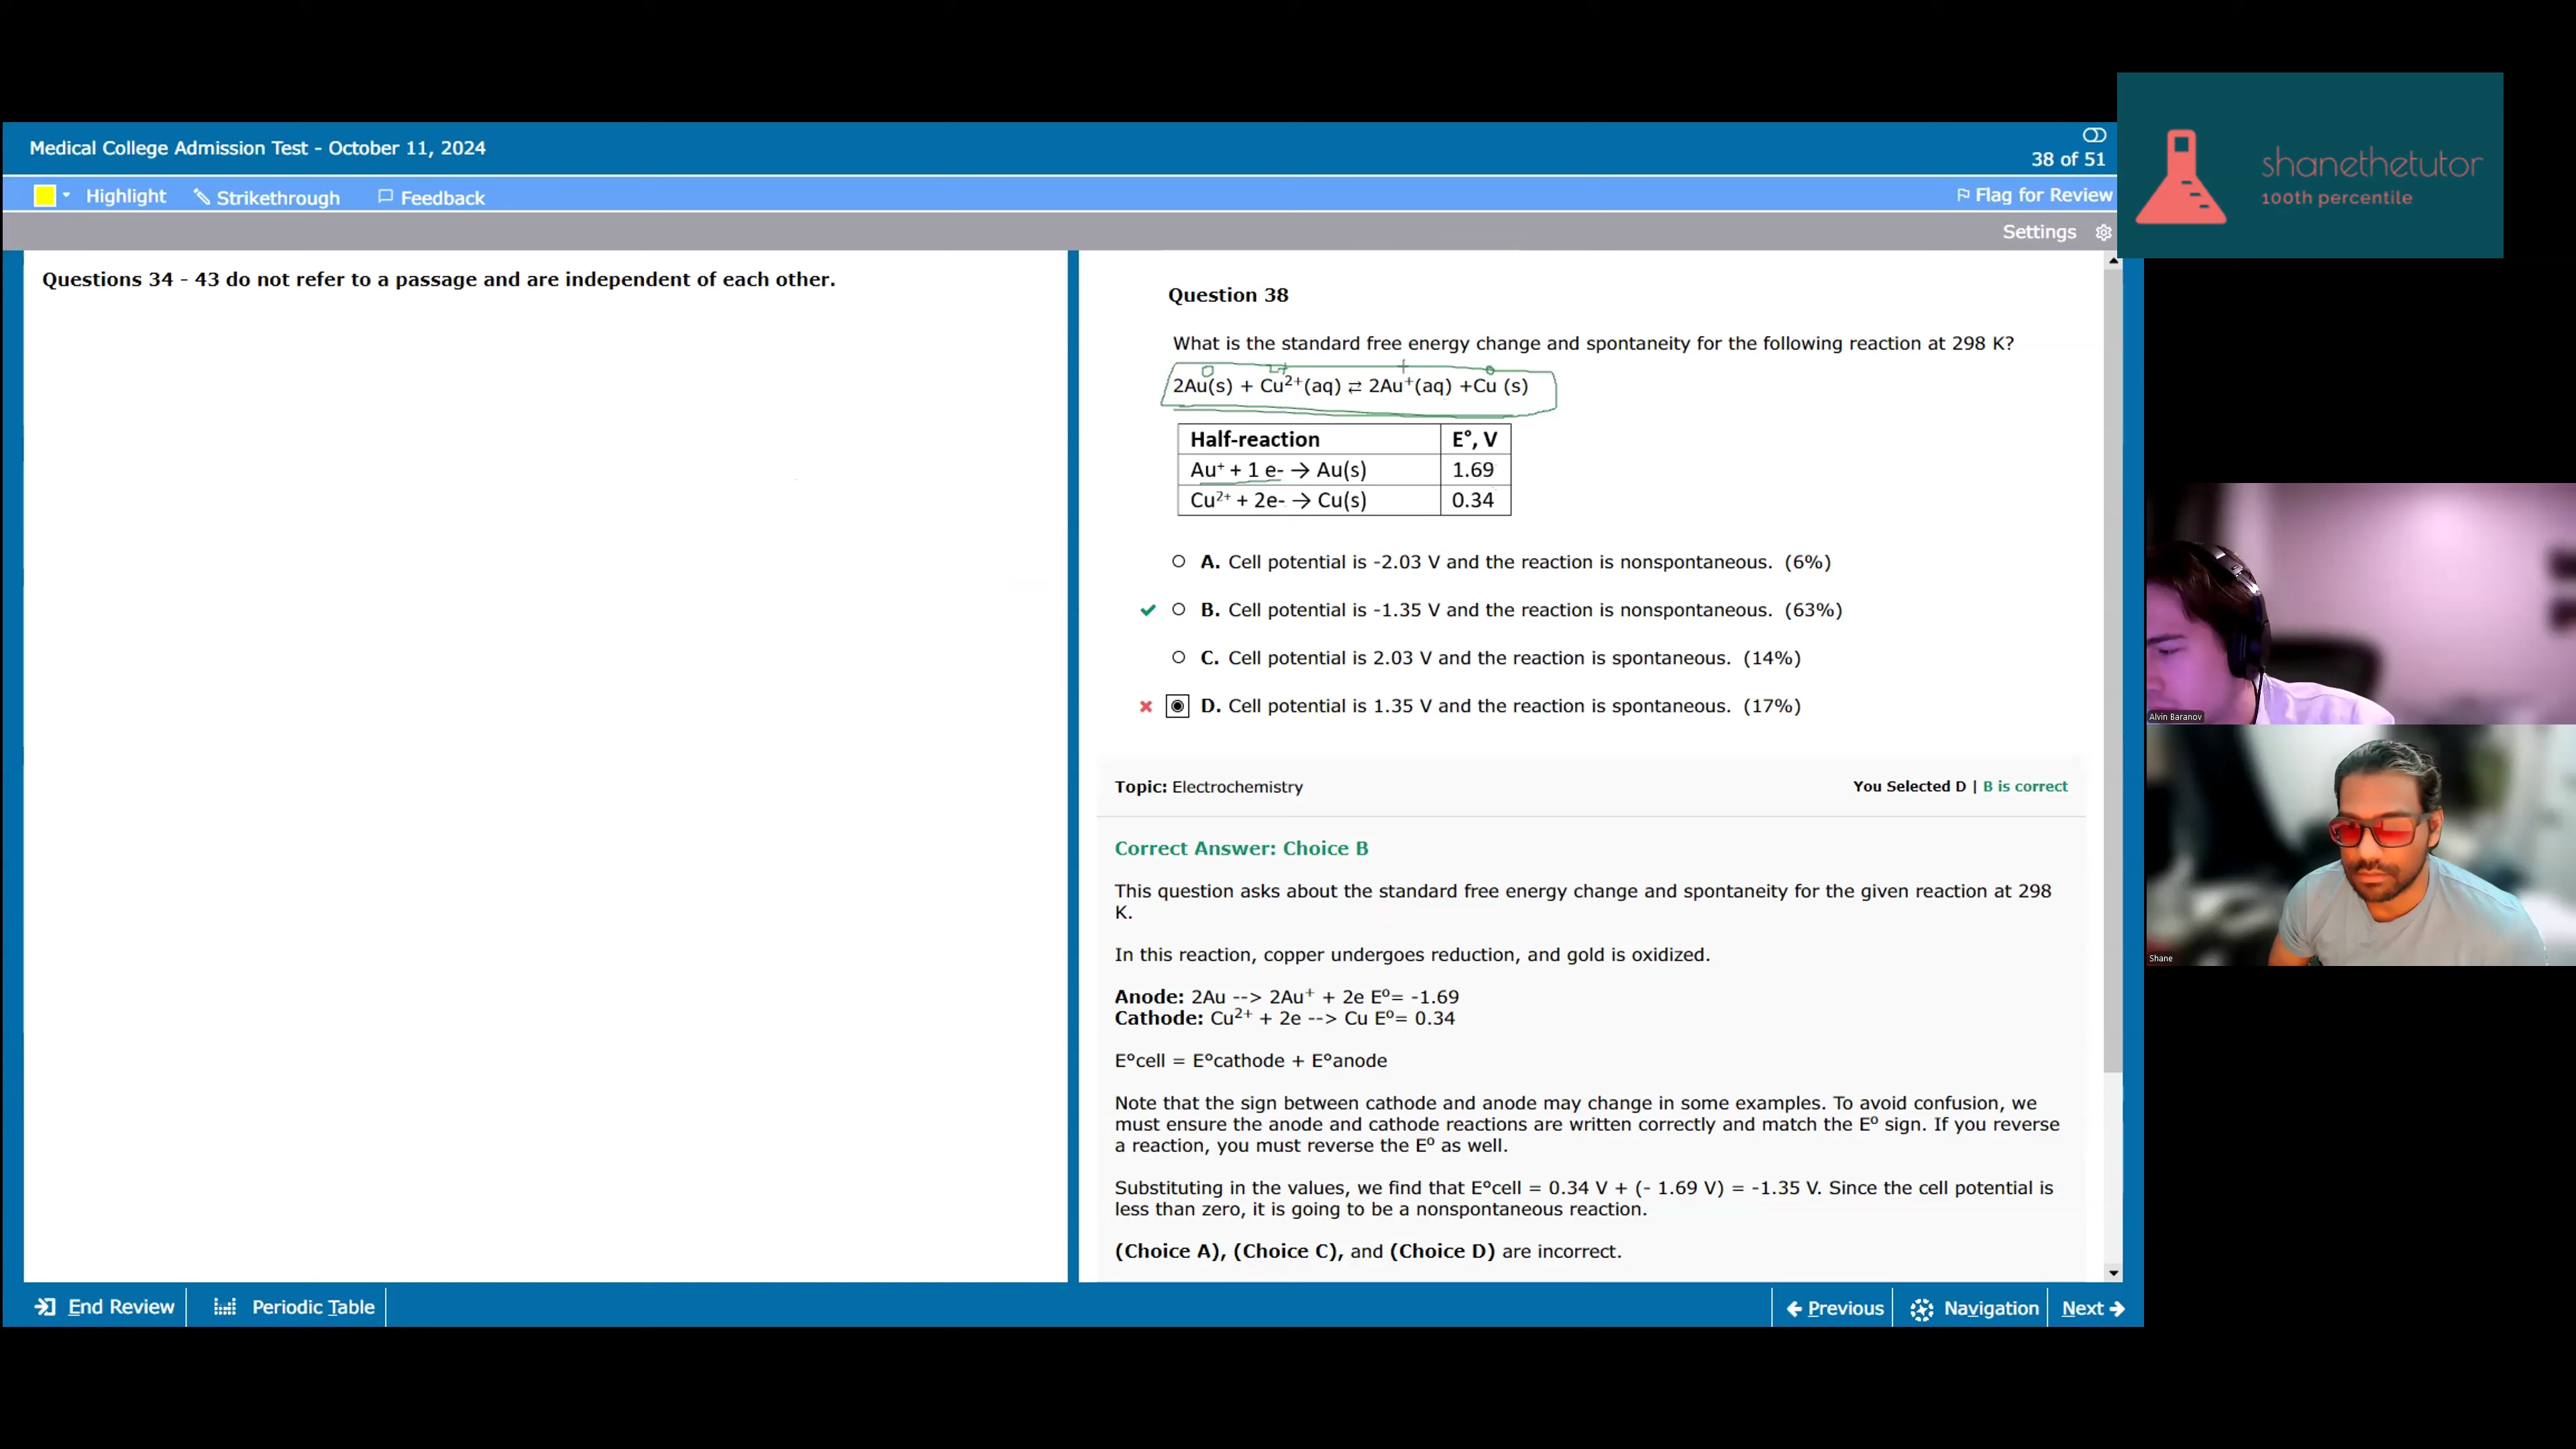 Medical College Admission Test - October 11, 2024
38 of 51
shanethetutor
100th percentile
Highlight Strikethrough Feedback Flag for Review
Settings
Questions 34 - 43 do not refer to a passage and are independent of each other.
Question 38
What is the standard free energy change and spontaneity for the following reaction at 298 K?
0 2+ + 0
2Au(s) + Cu²⁺(aq) ⇄ 2Au⁺(aq) +Cu (s)
Half-reaction E°, V
Au⁺ + 1 e- → Au(s) 1.69
Cu²⁺ + 2e- → Cu(s) 0.34
A. Cell potential is -2.03 V and the reaction is nonspontaneous. (6%)
B. Cell potential is -1.35 V and the reaction is nonspontaneous. (63%)
C. Cell potential is 2.03 V and the reaction is spontaneous. (14%)
D. Cell potential is 1.35 V and the reaction is spontaneous. (17%)
Alvin Baranov
Topic: Electrochemistry You Selected D | B is correct
Correct Answer: Choice B
This question asks about the standard free energy change and spontaneity for the given reaction at 298
K.
In this reaction, copper undergoes reduction, and gold is oxidized.
Shane
Anode: 2Au --> 2Au⁺ + 2e Eº= -1.69
Cathode: Cu²⁺ + 2e --> Cu Eº= 0.34
E°cell = E°cathode + E°anode
Note that the sign between cathode and anode may change in some examples. To avoid confusion, we
must ensure the anode and cathode reactions are written correctly and match the Eº sign. If you reverse
a reaction, you must reverse the Eº as well.
Substituting in the values, we find that E°cell = 0.34 V + (- 1.69 V) = -1.35 V. Since the cell potential is
less than zero, it is going to be a nonspontaneous reaction.
(Choice A), (Choice C), and (Choice D) are incorrect.
End Review Periodic Table Previous Navigation Next